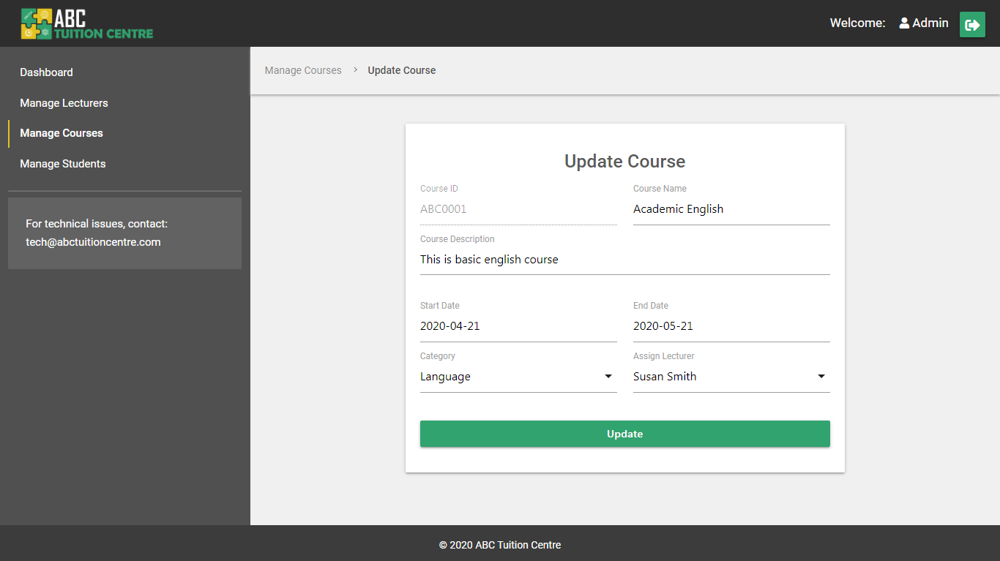 ABC
TUITION CENTRE
Welcome: Admin
Dashboard
Manage Lecturers
Manage Courses
Manage Students
For technical issues, contact:
tech@abctuitioncentre.com
Manage Courses > Update Course
Update Course
Course ID Course Name
ABC0001 Academic English
Course Description
This is basic english course
Start Date End Date
2020-04-21 2020-05-21
Category Assign Lecturer
Language Susan Smith
Update
© 2020 ABC Tuition Centre